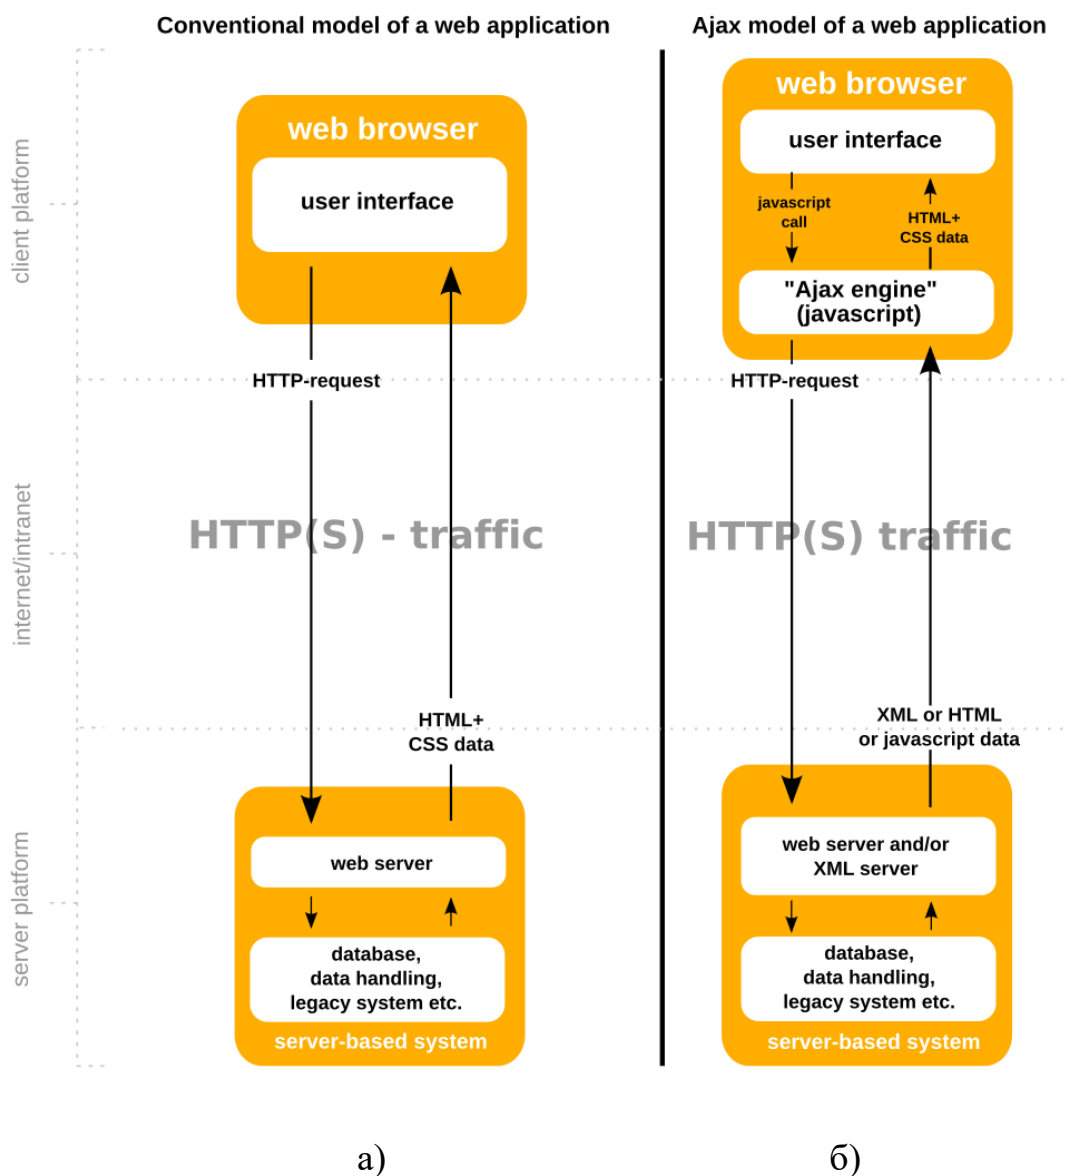 Conventional model of a web application
web browser
user interface
HTTP-request
HTTP(S) - traffic
HTML+
CSS data
web server
database,
data handling,
legacy system etc.
server-based system
Ajax model of a web application
web browser
user interface
javascript
call
HTML+
CSS data
"Ajax engine"
(javascript)
HTTP-request
HTTP(S) traffic
XML or HTML
or javascript data
web server and/or
XML server
database,
data handling,
legacy system etc.
server-based system
client platform
internet/intranet
server platform
а)
б)